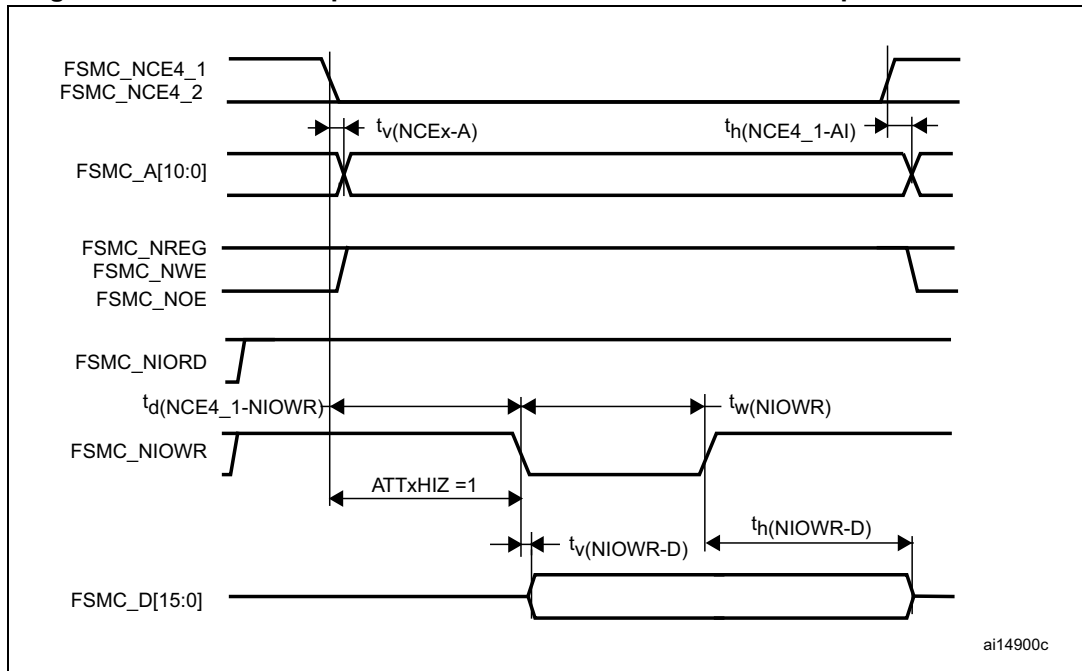 FSMC_NCE4_1
FSMC_NCE4_2
tv(NCEx-A)
th(NCE4_1-AI)
FSMC_A[10:0]
FSMC_NREG
FSMC_NWE
FSMC_NOE
FSMC_NIORD
td(NCE4_1-NIOWR)
tw(NIOWR)
FSMC_NIOWR
ATTxHIZ =1
tv(NIOWR-D)
th(NIOWR-D)
FSMC_D[15:0]
ai14900c